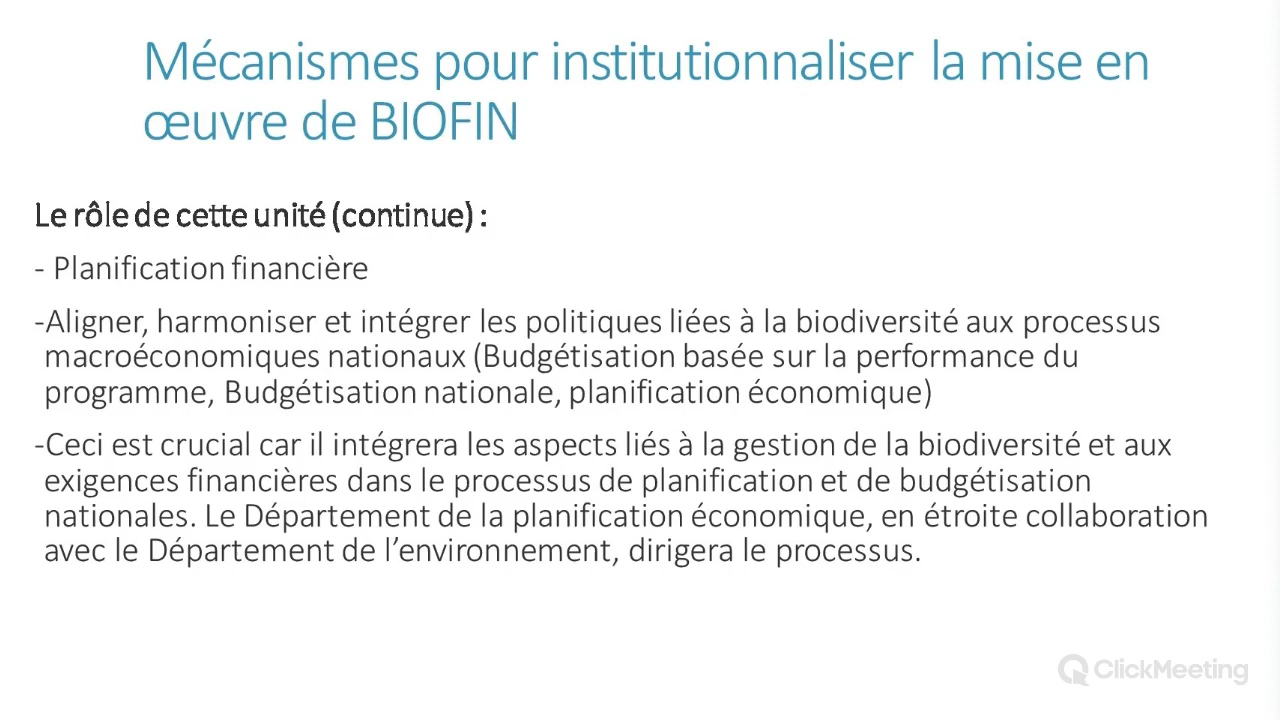 Mécanismes pour institutionnaliser la mise en
œuvre de BIOFIN
Le rôle de cette unité (continue) :
- Planification financière
-Aligner, harmoniser et intégrer les politiques liées à la biodiversité aux processus
macroéconomiques nationaux (Budgétisation basée sur la performance du
programme, Budgétisation nationale, planification économique)
-Ceci est crucial car il intégrera les aspects liés à la gestion de la biodiversité et aux
exigences financières dans le processus de planification et de budgétisation
nationales. Le Département de la planification économique, en étroite collaboration
avec le Département de l’environnement, dirigera le processus.
ClickMeeting